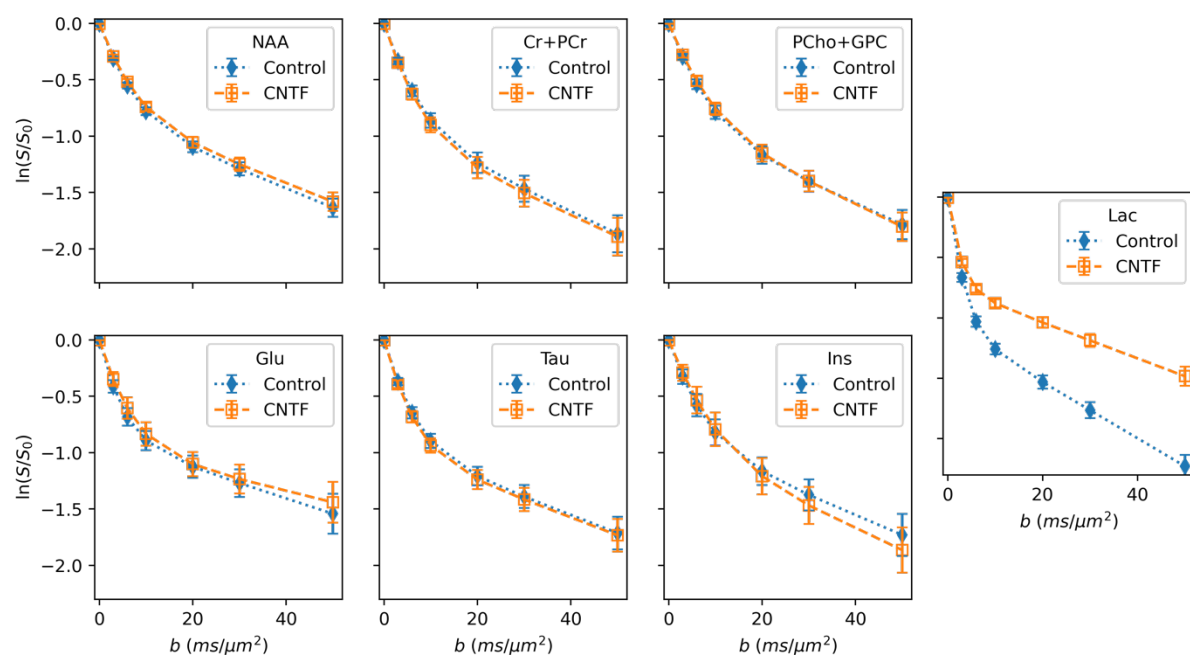 NAA
Control
CNTF
Cr+PCr
Control
CNTF
PCho+GPC
Control
CNTF
ln(S/S₀)
0.0
−0.5
−1.0
−1.5
−2.0
Lac
Control
CNTF
0
20
40
b (ms/μm²)
Glu
Control
CNTF
Tau
Control
CNTF
Ins
Control
CNTF
ln(S/S₀)
0.0
−0.5
−1.0
−1.5
−2.0
0
20
40
0
20
40
0
20
40
b (ms/μm²)
b (ms/μm²)
b (ms/μm²)